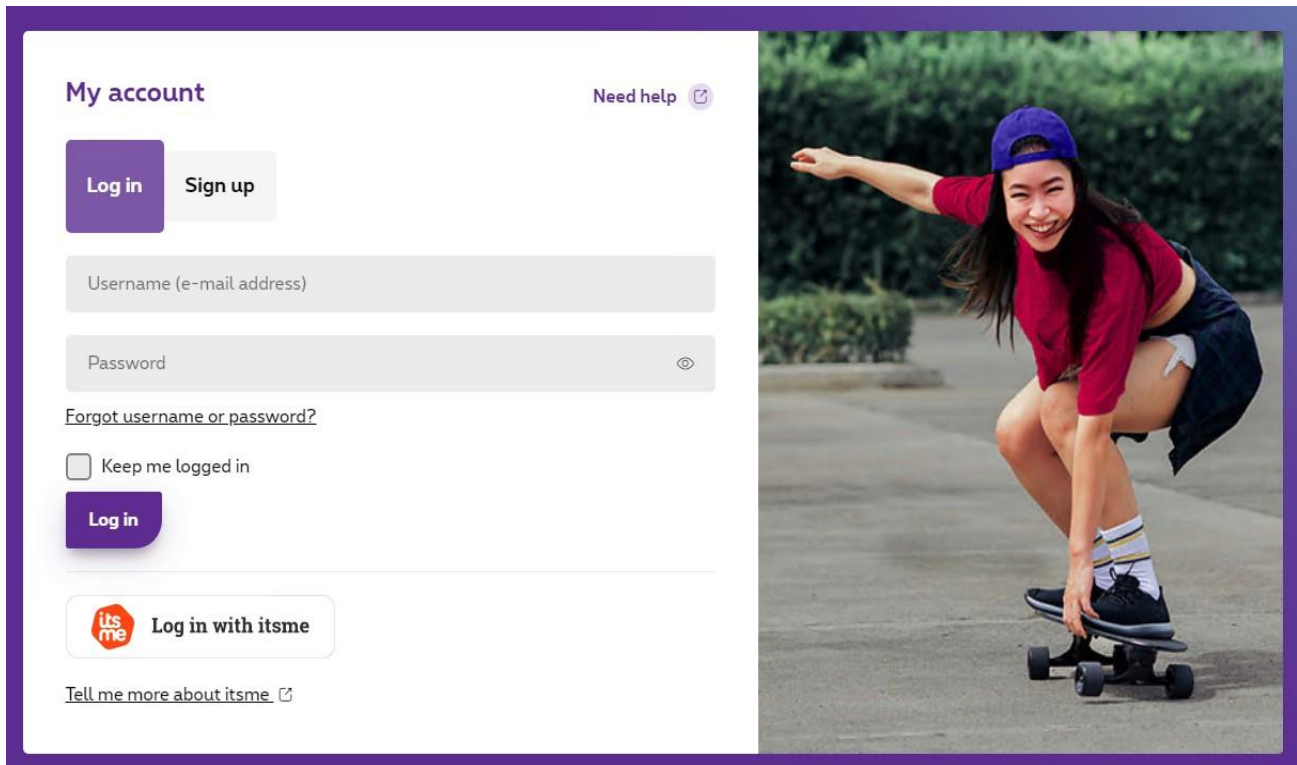 My account
Need help
Log in
Sign up
Username (e-mail address)
Password
Forgot username or password?
Keep me logged in
Log in
its
me
Log in with itsme
Tell me more about itsme